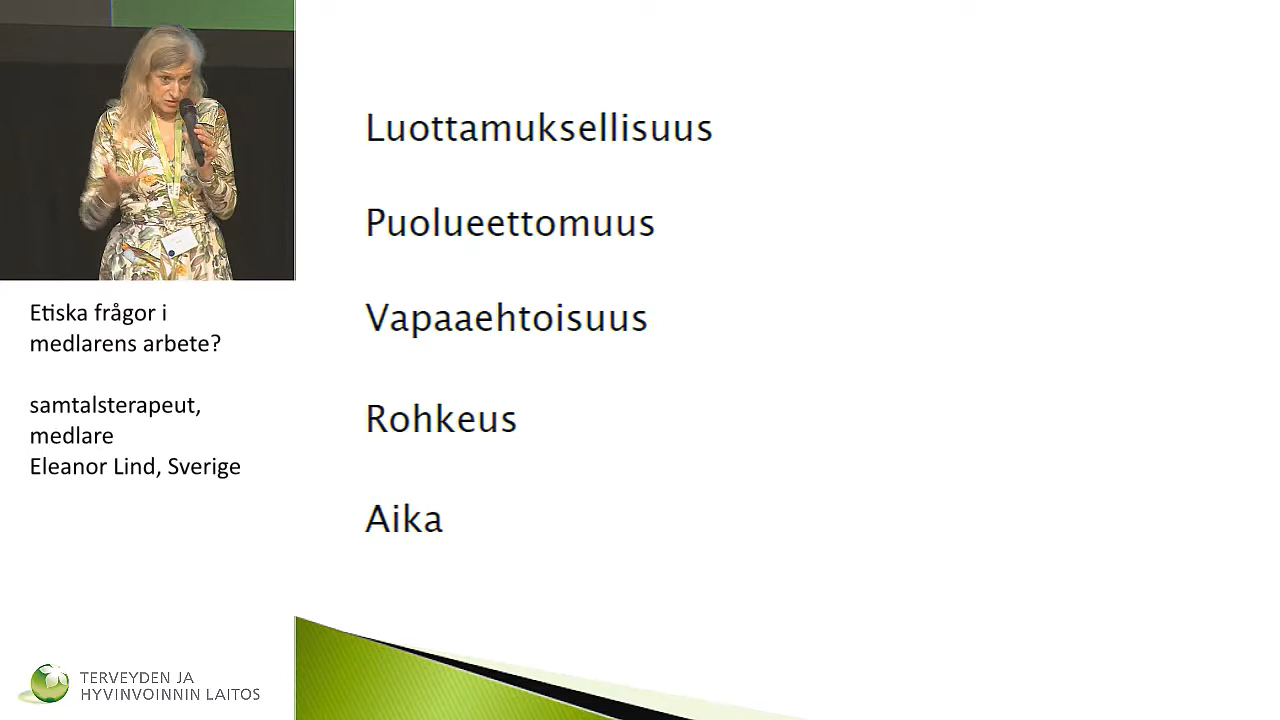 Luottamuksellisuus
Puolueettomuus
Vapaaehtoisuus
Rohkeus
Aika
Etiska frågor i
medlarens arbete?
samtalsterapeut,
medlare
Eleanor Lind, Sverige
TERVEYDEN JA
HYVINVOINNIN LAITOS